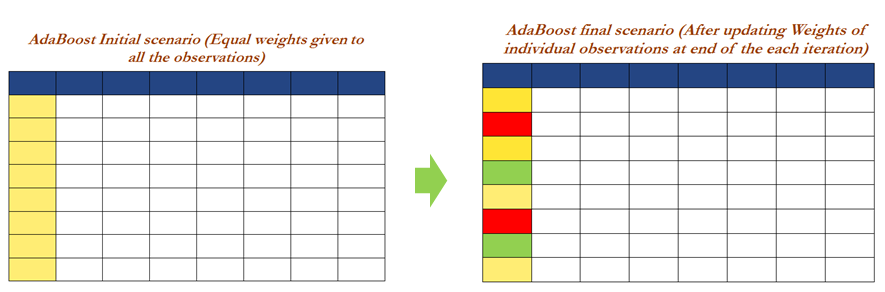 AdaBoost Initial scenario (Equal weights given to
all the observations)
AdaBoost final scenario (After updating Weights of
individual observations at end of the each iteration)